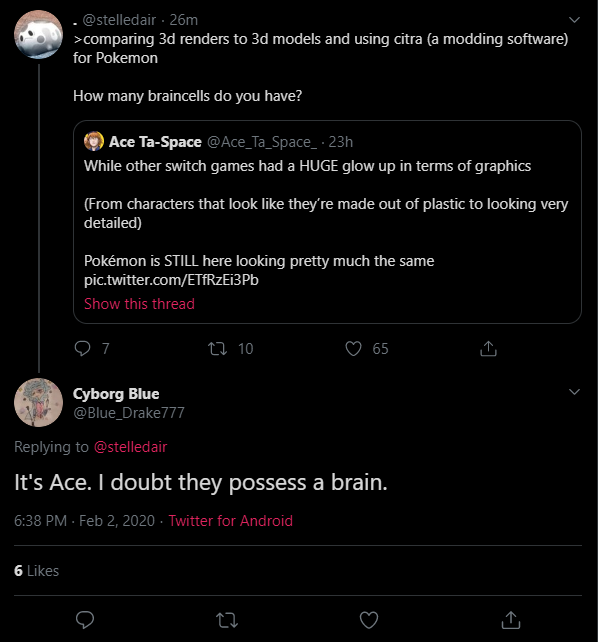 . @stelledair · 26m
>comparing 3d renders to 3d models and using citra (a modding software)
for Pokemon
How many braincells do you have?
Ace Ta-Space @Ace_Ta_Space_ · 23h
While other switch games had a HUGE glow up in terms of graphics
(From characters that look like they're made out of plastic to looking very
detailed)
Pokémon is STILL here looking pretty much the same
pic.twitter.com/ETfRzEi3Pb
Show this thread
7 10 65
Cyborg Blue
@Blue_Drake777
Replying to @stelledair
It's Ace. I doubt they possess a brain.
6:38 PM · Feb 2, 2020 · Twitter for Android
6 Likes